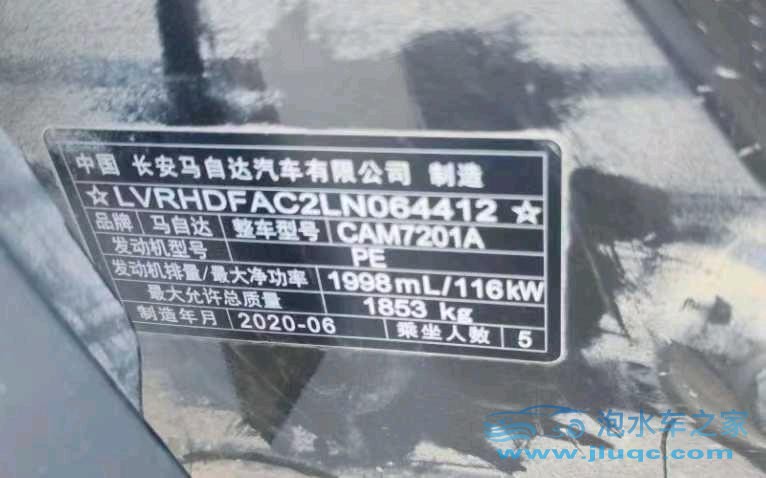 中国 长安马自达汽车有限公司 制造
☆LVRHDFAC2LN064412☆
品牌 马自达 整车型号 CAM7201A
发动机型号 PE
发动机排量/最大净功率 1998mL/116kW
最大允许总质量 1853 kg
制造年月 2020-06 乘坐人数 5
泡水车之家
www.jluqc.com